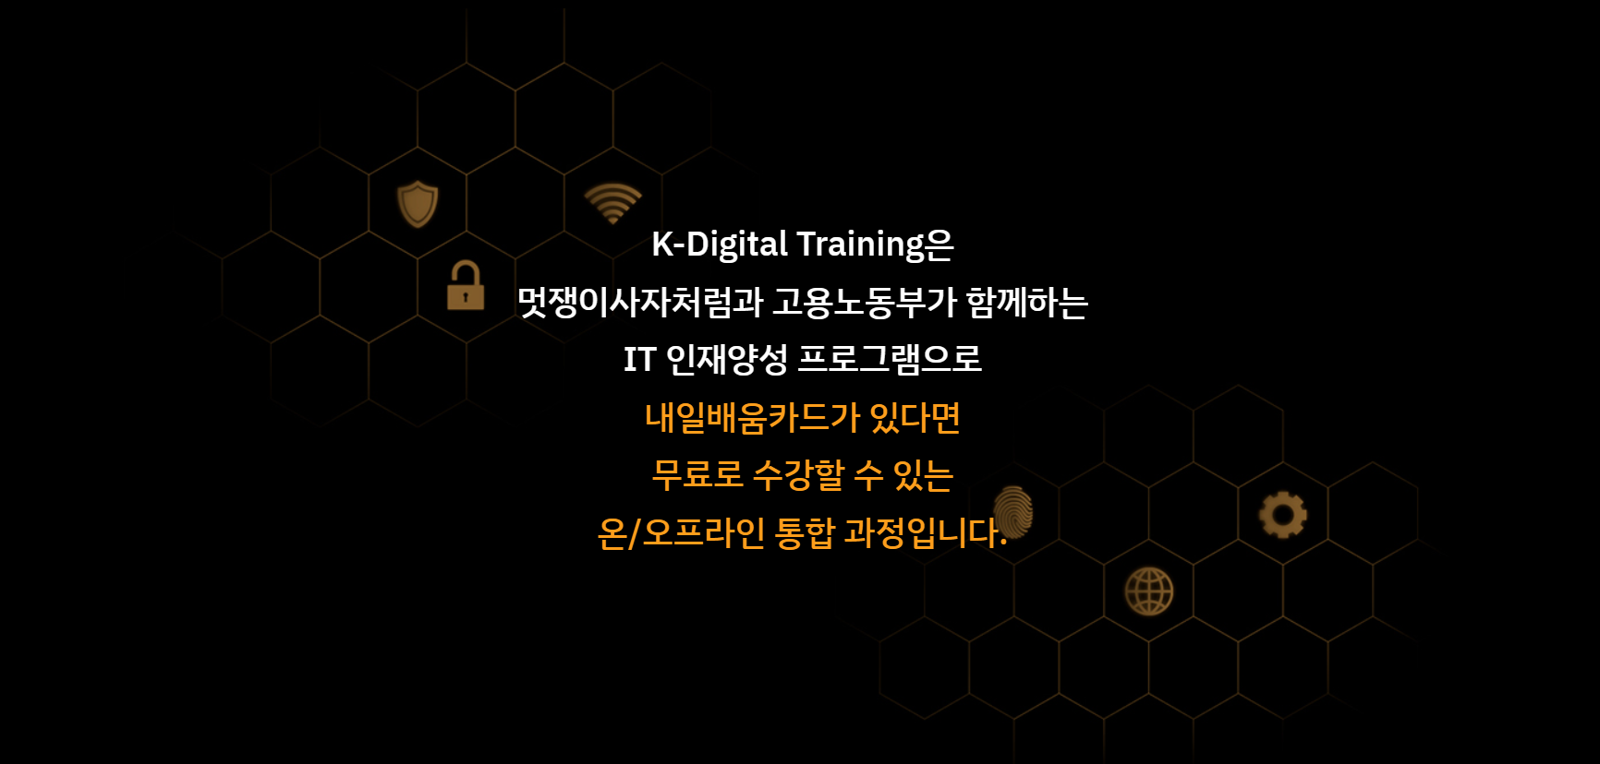 K-Digital Training은
멋쟁이사자처럼과 고용노동부가 함께하는
IT 인재양성 프로그램으로
내일배움카드가 있다면
무료로 수강할 수 있는
온/오프라인 통합 과정입니다.